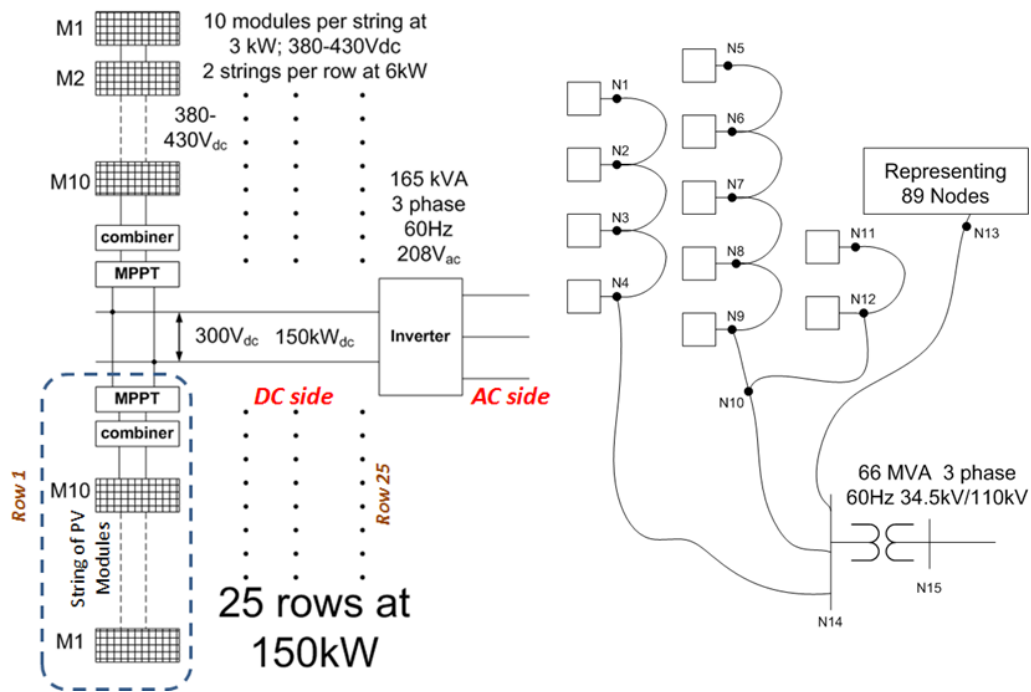 M1
10 modules per string at
3 kW; 380-430Vdc
2 strings per row at 6kW
M2
380-
430Vdc
M10
165 kVA
3 phase
60Hz
208Vac
combiner
MPPT
300Vdc
150kWdc
Inverter
DC side
AC side
MPPT
combiner
Row 1
M10
String of PV
Modules
Row 25
25 rows at
150kW
M1
N1
N2
N3
N4
N5
N6
N7
N8
N9
N10
N11
N12
Representing
89 Nodes
N13
66 MVA 3 phase
60Hz 34.5kV/110kV
N15
N14